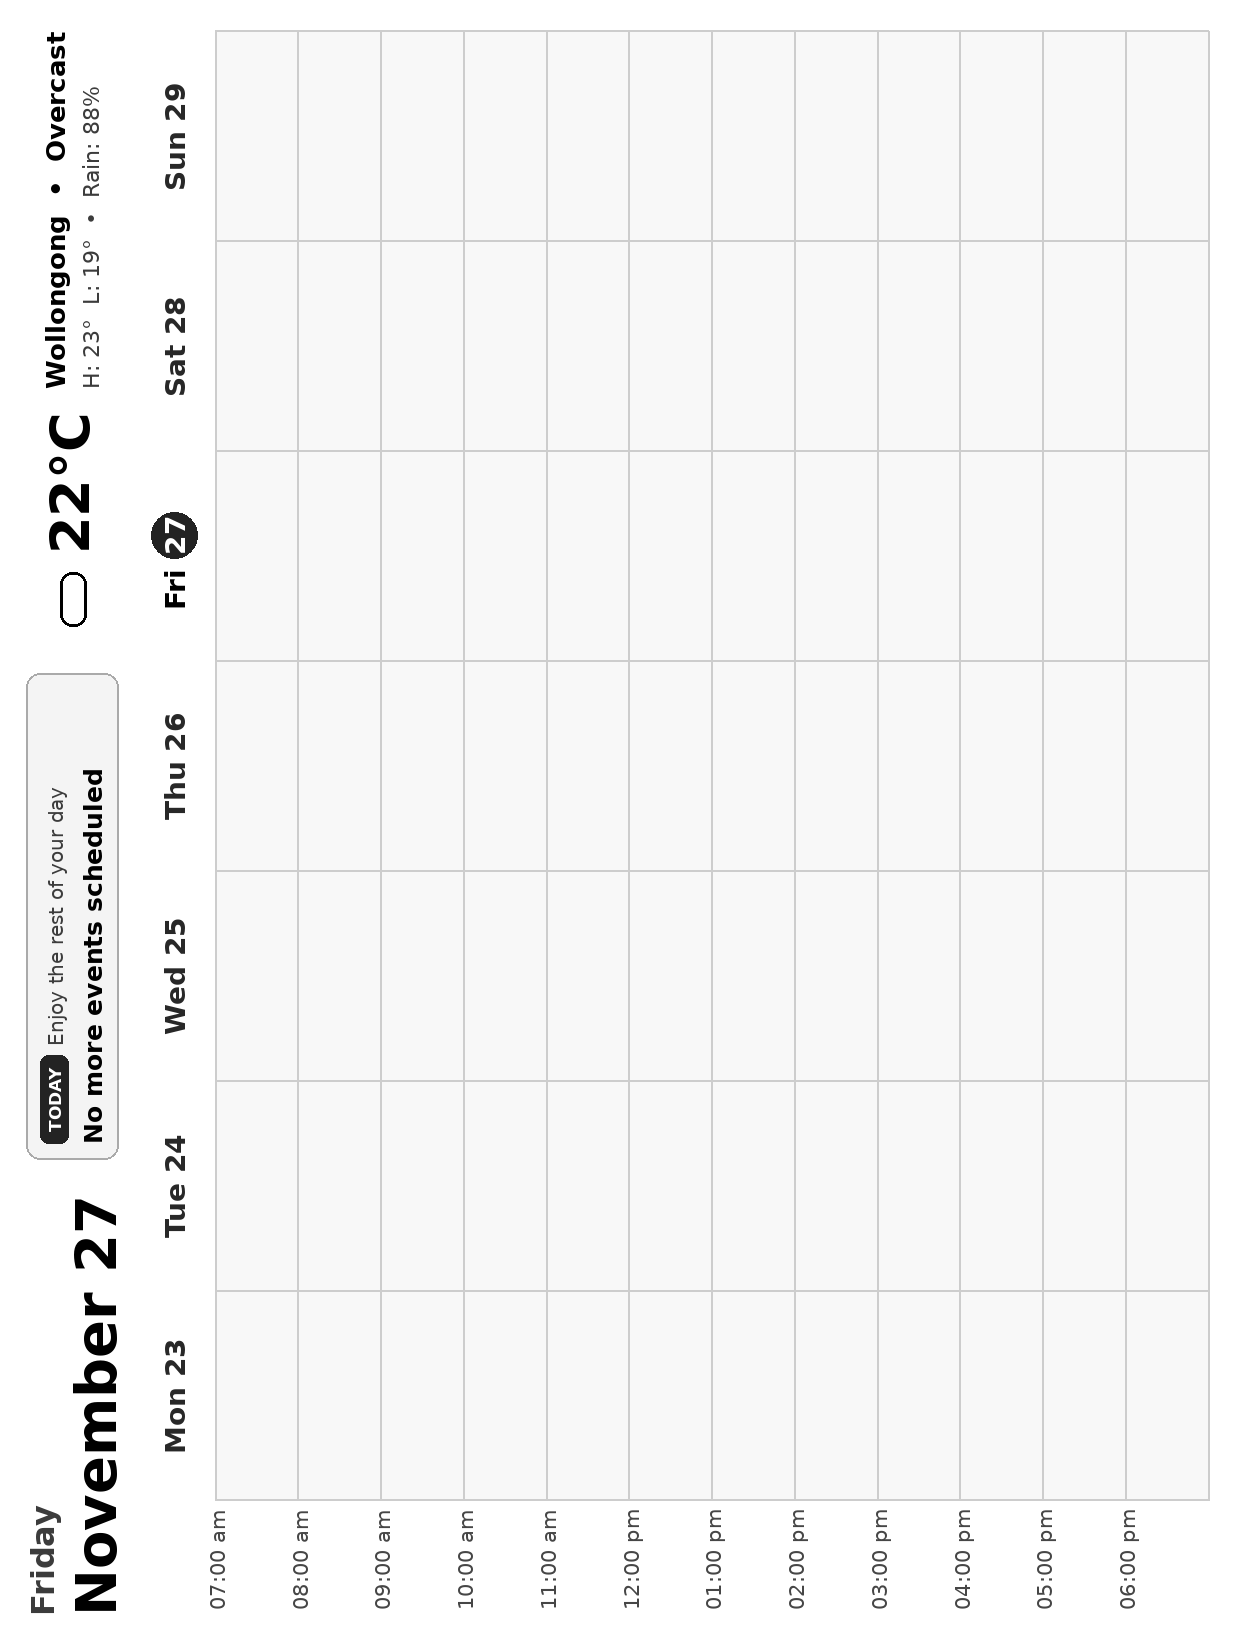 Friday
November 27
TODAY Enjoy the rest of your day
No more events scheduled
22°C
Wollongong • Overcast
H: 23° L: 19° • Rain: 88%
Mon 23
Tue 24
Wed 25
Thu 26
Fri 27
Sat 28
Sun 29
07:00 am
08:00 am
09:00 am
10:00 am
11:00 am
12:00 pm
01:00 pm
02:00 pm
03:00 pm
04:00 pm
05:00 pm
06:00 pm